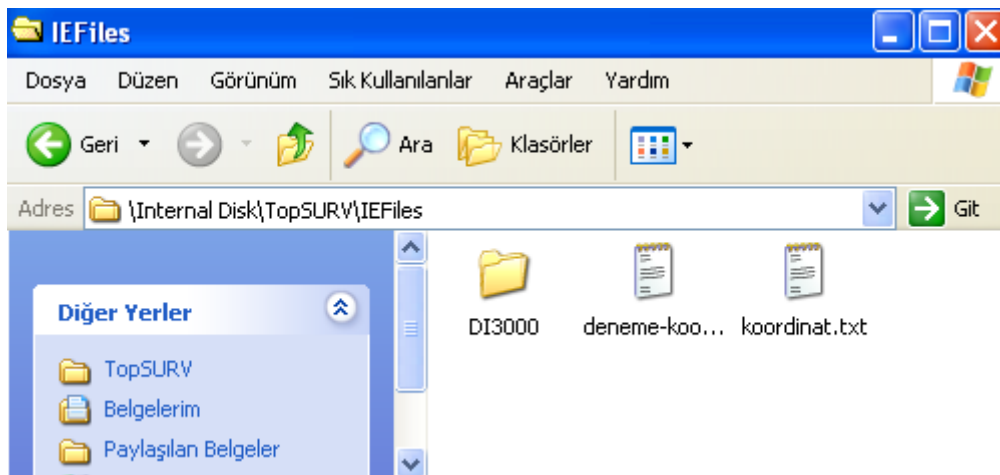 IEFiles
Dosya Düzen Görünüm Sık Kullanılanlar Araçlar Yardım
Geri Ara Klasörler
Adres \Internal Disk\TopSURV\IEFiles Git
Diğer Yerler
TopSURV
Belgelerim
Paylaşılan Belgeler
DI3000 deneme-koo... koordinat.txt